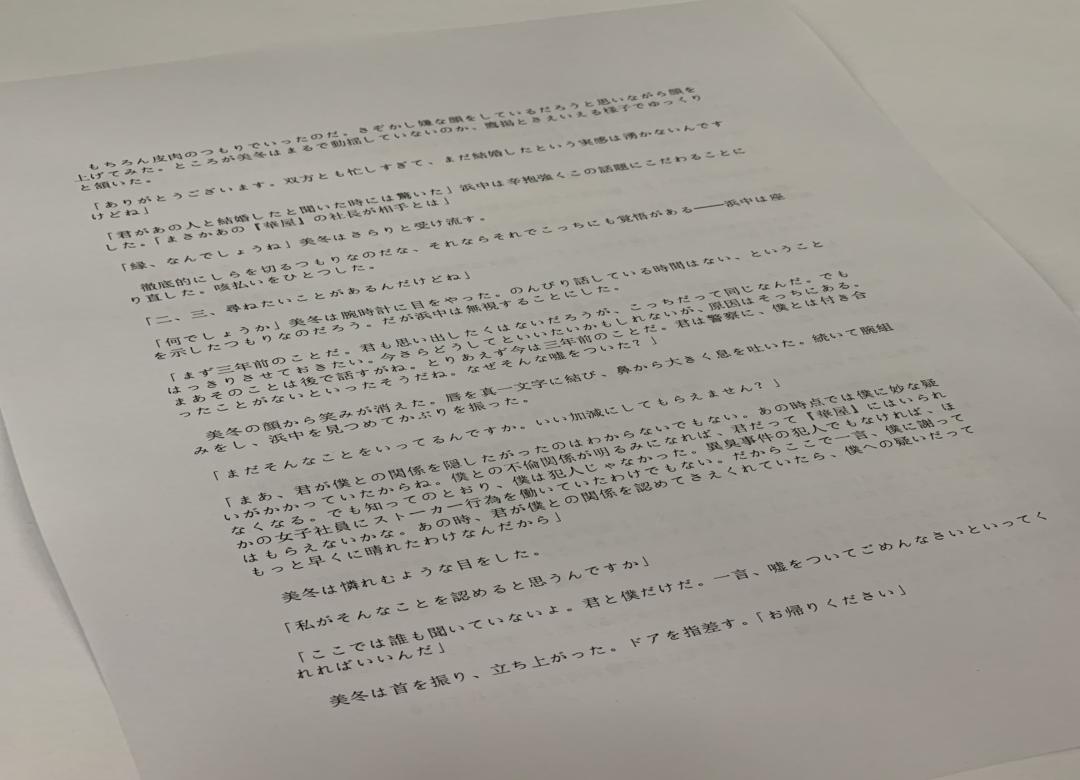 もちろん皮肉のつもりでいったのだ。さぞかし嫌な顔をしているだろうと思いながら顔を
上げてみた。ところが美冬はまるで動揺していないのか、鷹揚とさえいえる様子でゆっくり
と頷いた。
「ありがとうございます。双方とも忙しすぎて、まだ結婚したという実感は湧かないんです
けどね」
「君があの人と結婚したと聞いた時には驚いた」浜中は辛抱強くこの話題にこだわることに
した。「まさかあの『華屋』の社長が相手とは」
「縁、なんでしょうね」美冬はさらりと受け流す。
徹底的にしらを切るつもりなのだな、それならそれでこっちにも覚悟がある――浜中は座
り直した。咳払いをひとつした。
「二、三、尋ねたいことがあるんだけどね」
「何でしょうか」美冬は腕時計に目をやった。のんびり話している時間はない、ということ
を示したつもりなのだろう。だが浜中は無視することにした。
「まず三年前のことだ。君も思い出したくはないだろうが、こっちだって同じなんだ。でも
はっきりさせておきたい。今さらどうしてといいたいかもしれないが、原因はそっちにある。
まあそのことは後で話すがね。とりあえず今は三年前のことだ。君は警察に、僕とは付き合
ったことがないといったそうだね。なぜそんな嘘をついた？」
美冬の顔から笑みが消えた。唇を真一文字に結び、鼻から大きく息を吐いた。続いて腕組
みをし、浜中を見つめてかぶりを振った。
「まだそんなことをいってるんですか。いい加減にしてもらえません？」
「まあ、君が僕との関係を隠したがったのはわからないでもない。あの時点では僕に妙な疑
いがかかっていたからね。僕との不倫関係が明るみになれば、君だって『華屋』にはいられ
なくなる。でも知ってのとおり、僕は犯人じゃなかった。異臭事件の犯人でもなければ、ほ
かの女子社員にストーカー行為を働いていたわけでもない。だからここで一言、僕に謝って
はもらえないかな。あの時、君が僕との関係を認めてさえくれていたら、僕への疑いだって
もっと早くに晴れたわけなんだから」
美冬は憐れむような目をした。
「私がそんなことを認めると思うんですか」
「ここでは誰も聞いていないよ。君と僕だけだ。一言、嘘をついてごめんなさいといってく
れればいいんだ」
美冬は首を振り、立ち上がった。ドアを指差す。「お帰りください」